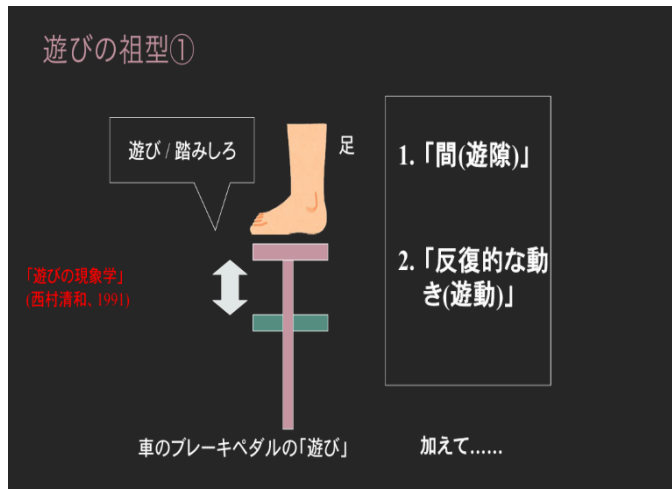 遊びの祖型①
遊び / 踏みしろ
足
「遊びの現象学」
(西村清和、1991)
1. 「間(遊隙)」
2. 「反復的な動
き(遊動)」
車のブレーキペダルの「遊び」
加えて……